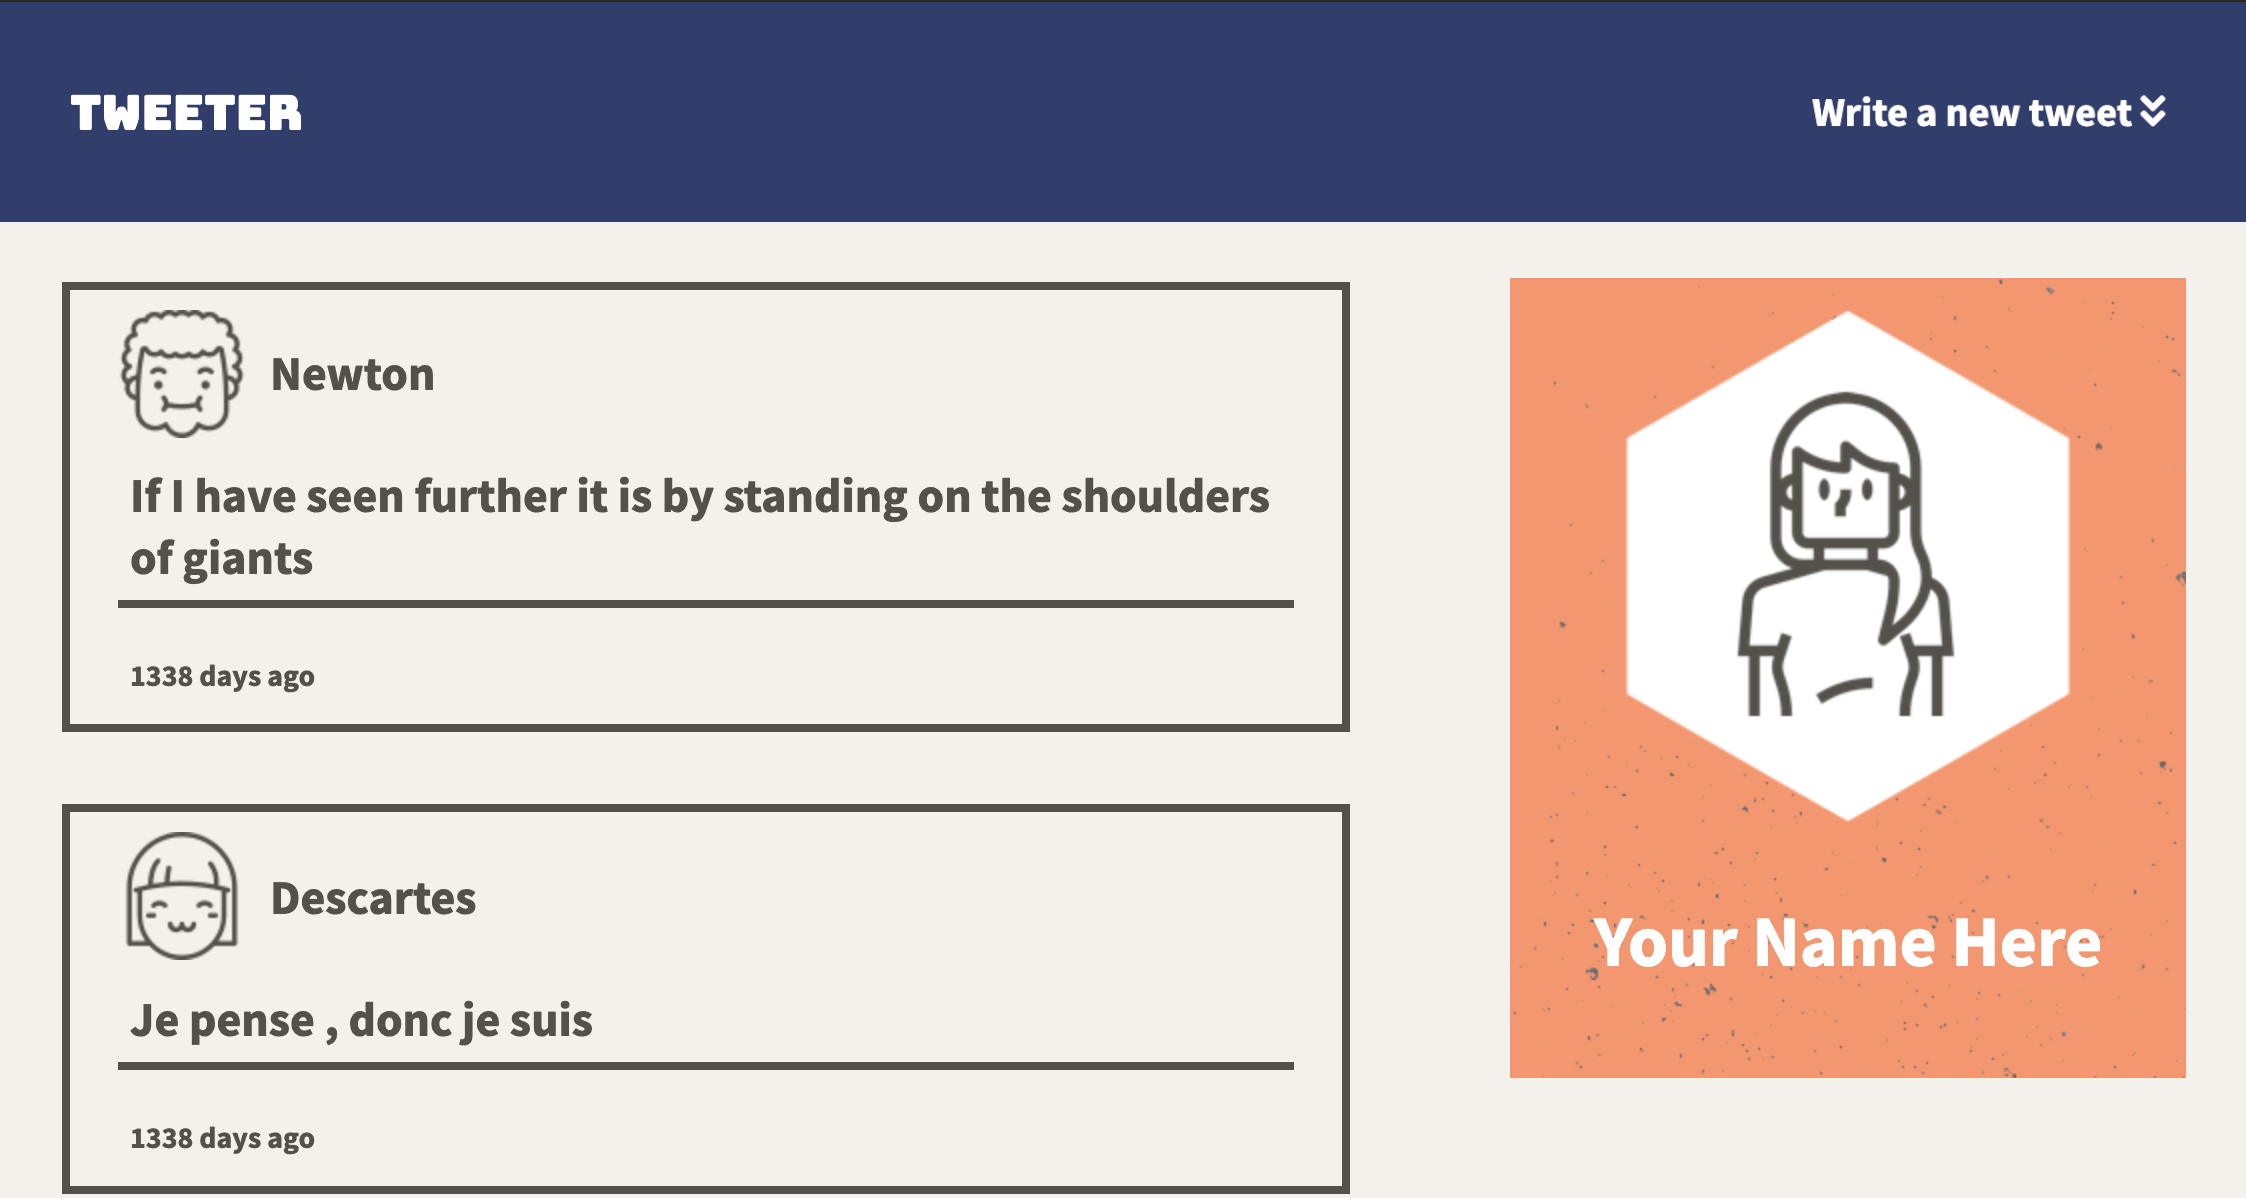 TWEETER
Write a new tweet
Newton
If I have seen further it is by standing on the shoulders
of giants
1338 days ago
Descartes
Je pense , donc je suis
1338 days ago
Your Name Here